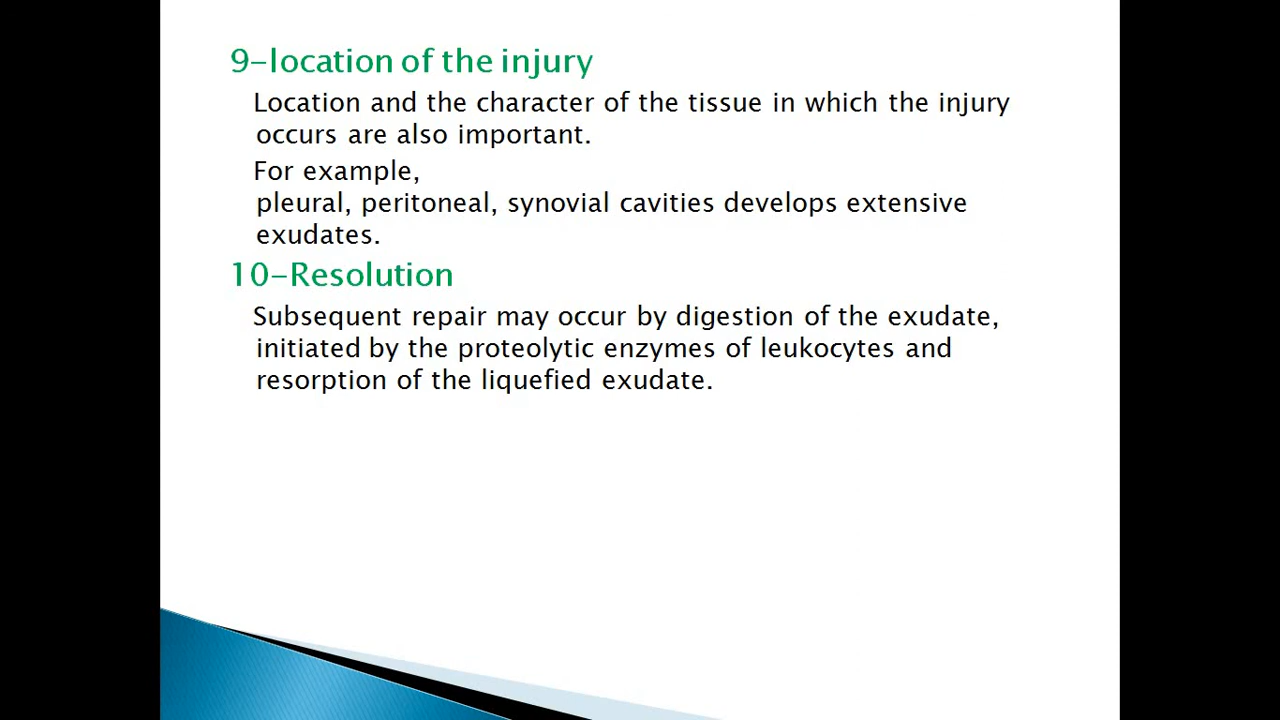 9-location of the injury
Location and the character of the tissue in which the injury
occurs are also important.
For example,
pleural, peritoneal, synovial cavities develops extensive
exudates.
10-Resolution
Subsequent repair may occur by digestion of the exudate,
initiated by the proteolytic enzymes of leukocytes and
resorption of the liquefied exudate.